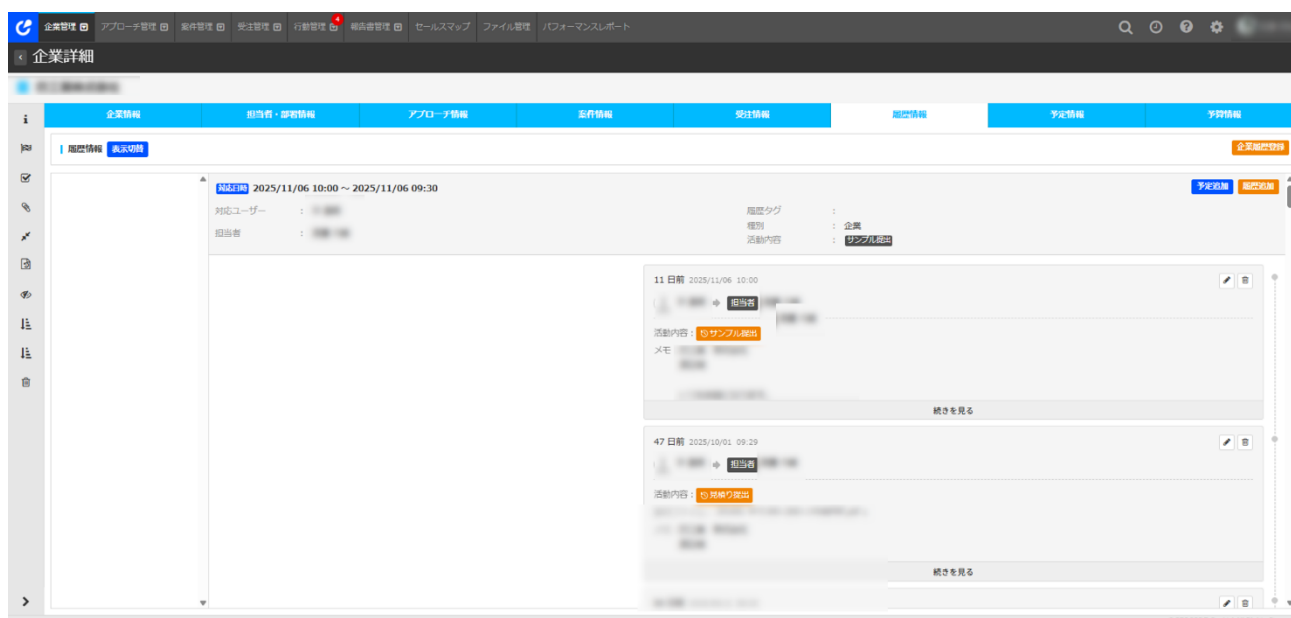 企業管理 アプローチ管理 案件管理 受注管理 行動管理 4 報告書管理 セールスマップ ファイル管理 パフォーマンスレポート
企業詳細
企業情報 担当者・部署情報 アプローチ情報 案件情報 受注情報 履歴情報 予定情報 予算情報
履歴情報 表示切替 企業履歴登録
対応日時 2025/11/06 10:00 ~ 2025/11/06 09:30 予定追加 履歴追加
対応ユーザー :
担当者 :
履歴タグ :
種別 : 企業
活動内容 : サンプル提出
11 日前 2025/11/06 10:00
担当者
活動内容 : サンプル提出
メモ
続きを見る
47 日前 2025/10/01 09:29
担当者
活動内容 : 見積り提出
続きを見る